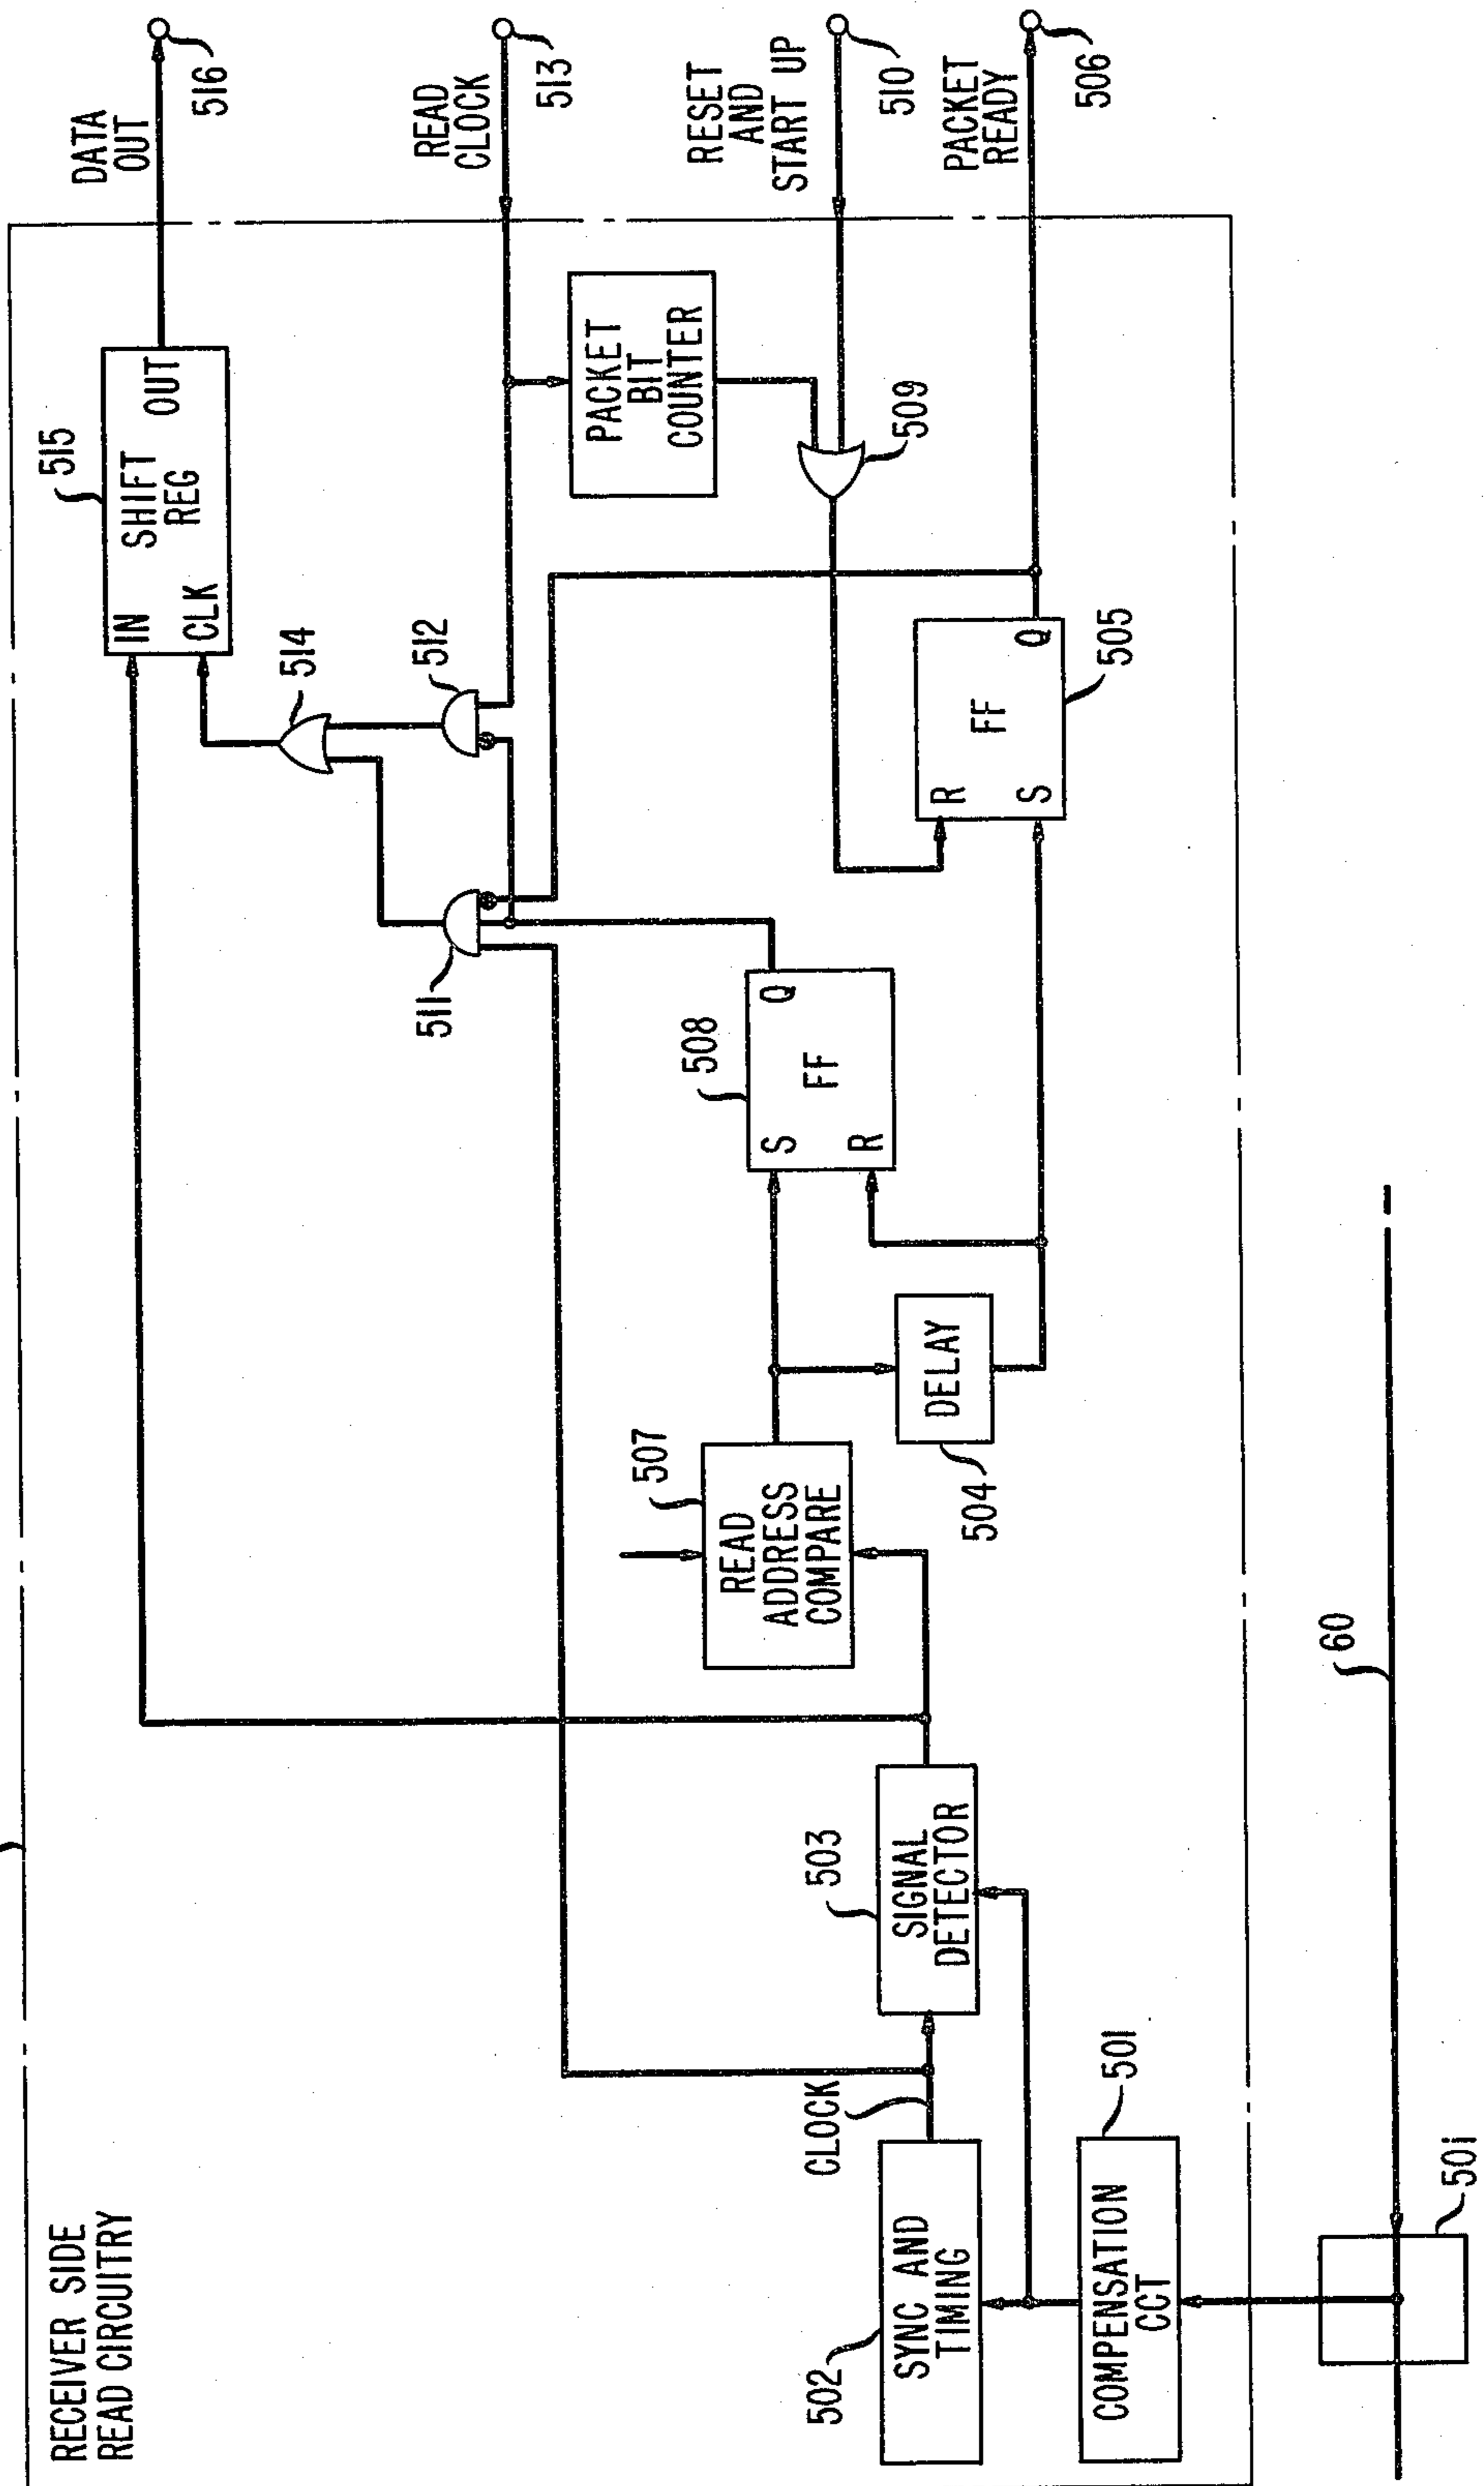 RECEIVER SIDE
READ CIRCUITRY
515
SHIFT
REG
IN
CLK
OUT
DATA
OUT
516
514
512
511
READ
CLOCK
513
PACKET
BIT
COUNTER
RESET
AND
START UP
510
509
PACKET
READY
506
508
S
FF
R
Q
R
FF
S
Q
505
507
READ
ADDRESS
COMPARE
DELAY
504
503
SIGNAL
DETECTOR
CLOCK
502
SYNC AND
TIMING
501
COMPENSATION
CCT
60
50i